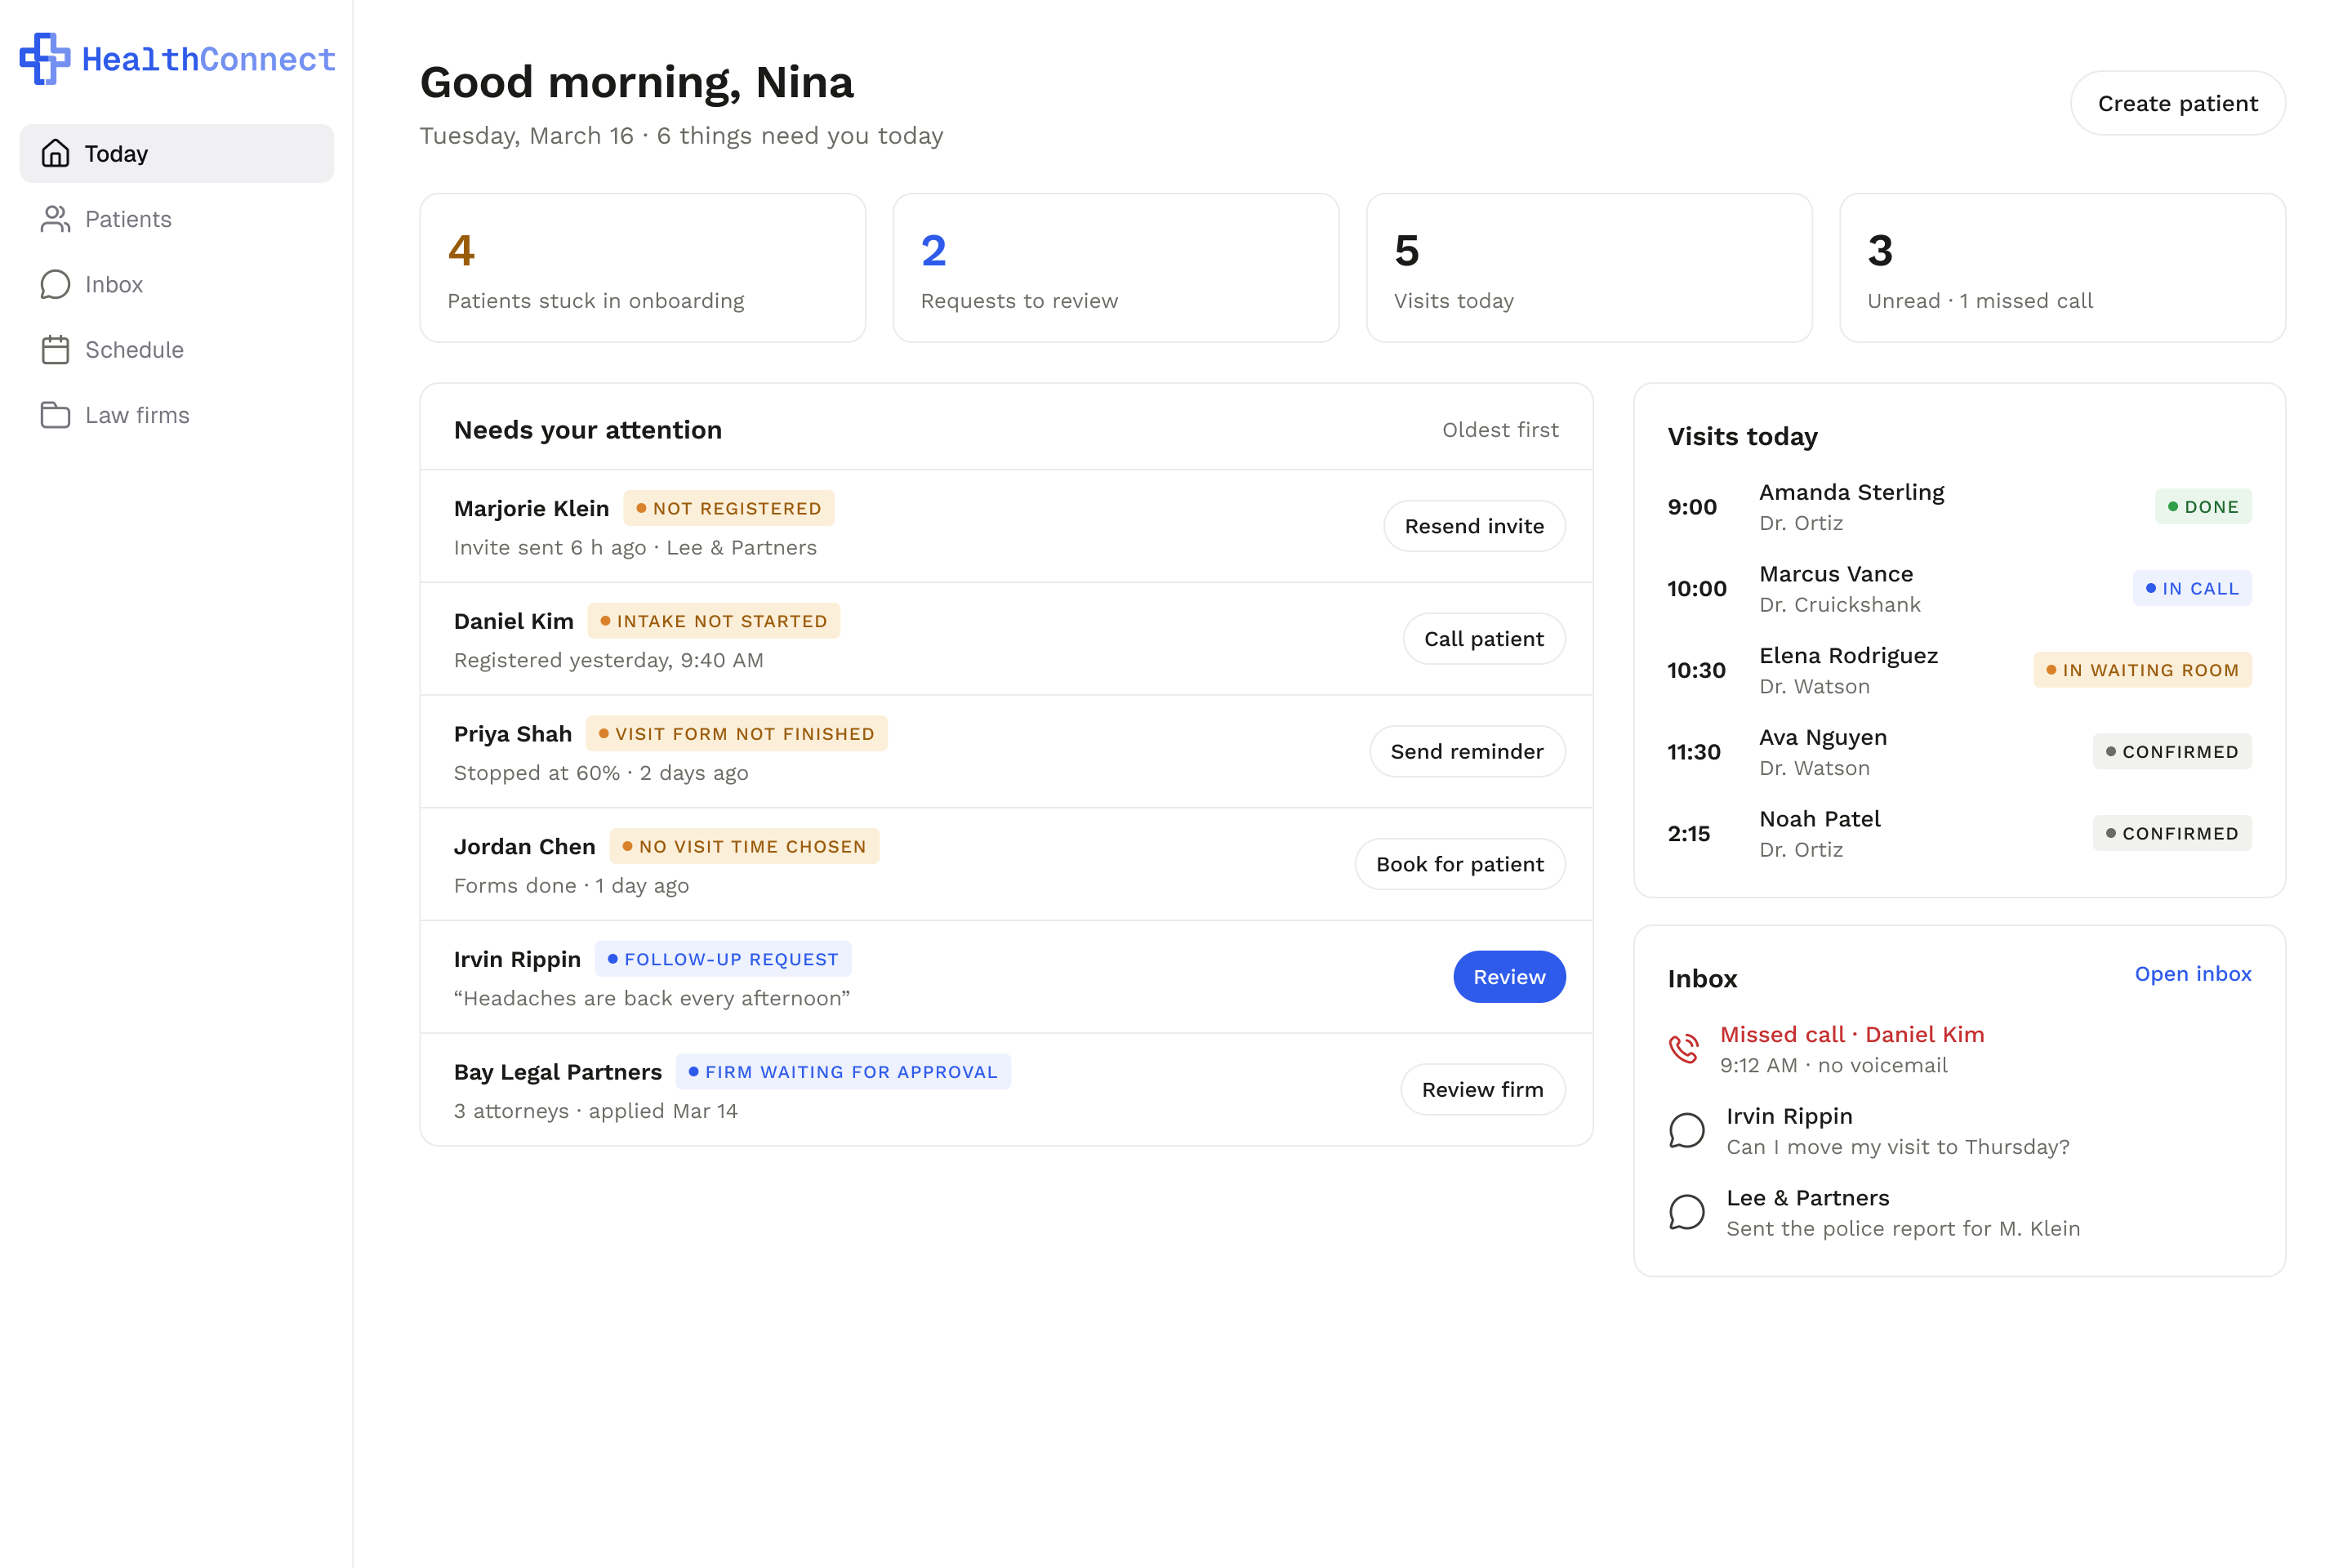 HealthConnect
Today
Patients
Inbox
Schedule
Law firms
Good morning, Nina
Tuesday, March 16 · 6 things need you today
Create patient
4
Patients stuck in onboarding
2
Requests to review
5
Visits today
3
Unread · 1 missed call
Needs your attention
Oldest first
Marjorie Klein
NOT REGISTERED
Invite sent 6 h ago · Lee & Partners
Resend invite
Daniel Kim
INTAKE NOT STARTED
Registered yesterday, 9:40 AM
Call patient
Priya Shah
VISIT FORM NOT FINISHED
Stopped at 60% · 2 days ago
Send reminder
Jordan Chen
NO VISIT TIME CHOSEN
Forms done · 1 day ago
Book for patient
Irvin Rippin
FOLLOW-UP REQUEST
“Headaches are back every afternoon”
Review
Bay Legal Partners
FIRM WAITING FOR APPROVAL
3 attorneys · applied Mar 14
Review firm
Visits today
9:00
Amanda Sterling
Dr. Ortiz
DONE
10:00
Marcus Vance
Dr. Cruickshank
IN CALL
10:30
Elena Rodriguez
Dr. Watson
IN WAITING ROOM
11:30
Ava Nguyen
Dr. Watson
CONFIRMED
2:15
Noah Patel
Dr. Ortiz
CONFIRMED
Inbox
Open inbox
Missed call · Daniel Kim
9:12 AM · no voicemail
Irvin Rippin
Can I move my visit to Thursday?
Lee & Partners
Sent the police report for M. Klein